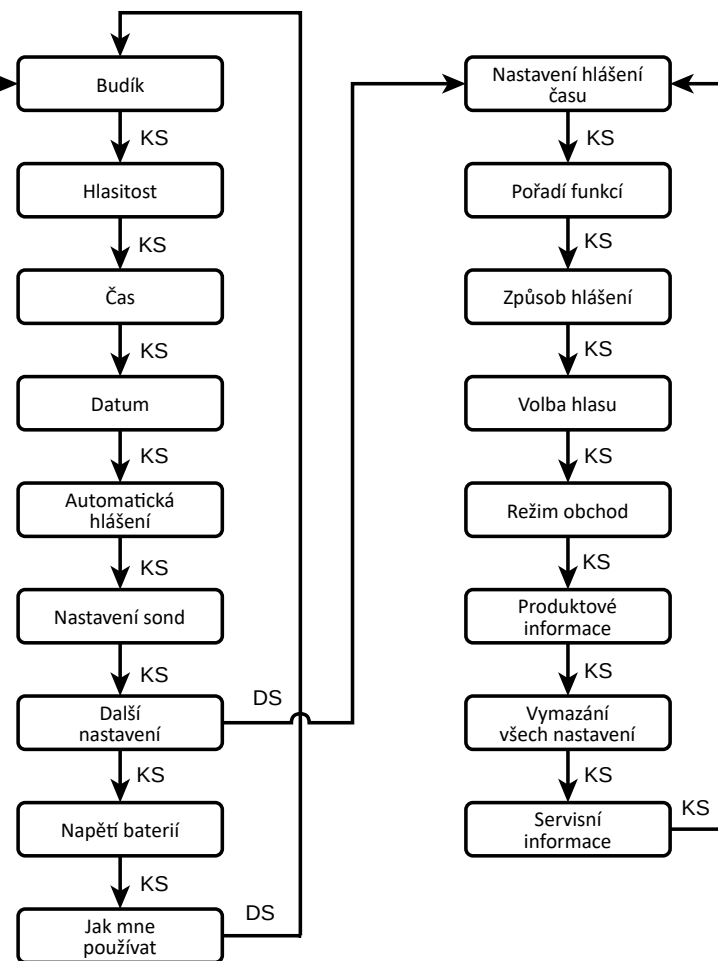 Budík
KS
Hlasitost
KS
Čas
KS
Datum
KS
Automatická
hlášení
KS
Nastavení sond
KS
Další
nastavení
DS
KS
Napětí baterií
KS
Jak mne
používat
DS
Nastavení hlášení
času
KS
Pořadí funkcí
KS
Způsob hlášení
KS
Volba hlasu
KS
Režim obchod
KS
Produktové
informace
KS
Vymazání
všech nastavení
KS
Servisní
informace
KS